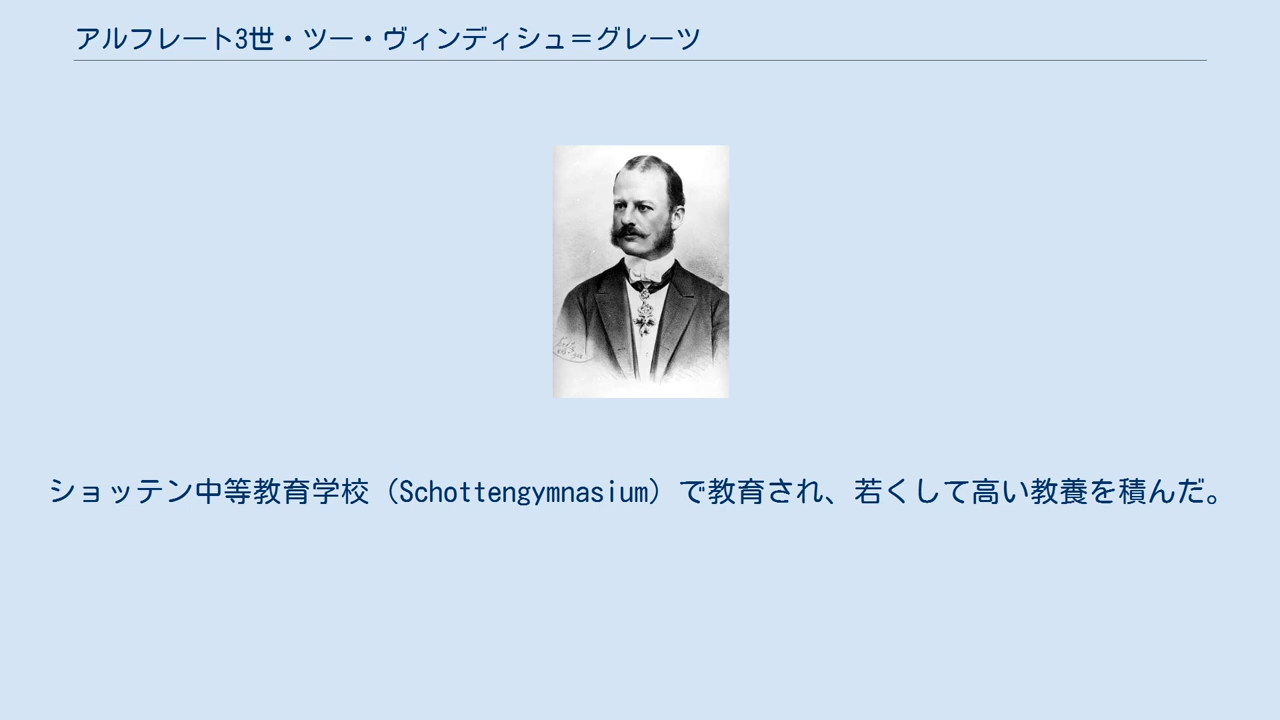 アルフレート3世・ツー・ヴィンディシュ＝グレーツ
ショッテン中等教育学校（Schottengymnasium）で教育され、若くして高い教養を積んだ。